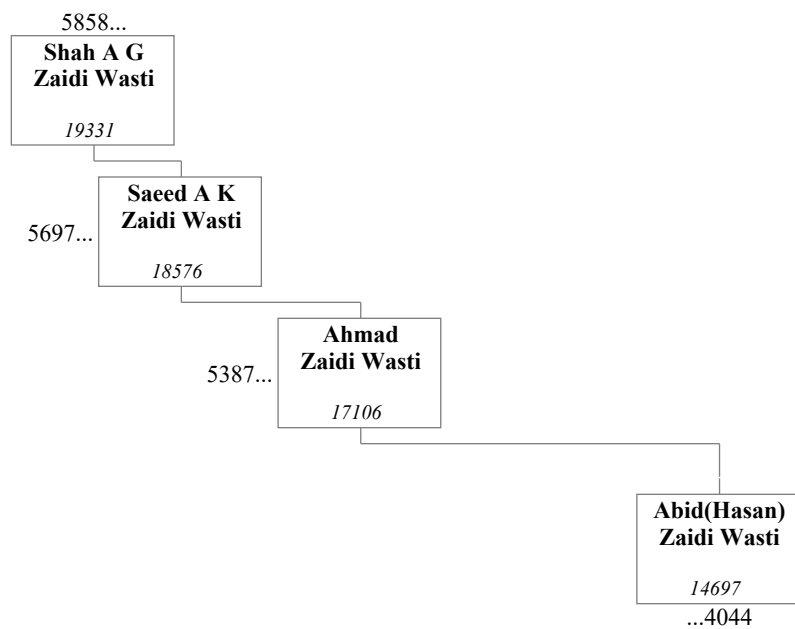 5858...
Shah A G
Zaidi Wasti
19331
Saeed A K
Zaidi Wasti
5697...
18576
Ahmad
Zaidi Wasti
5387...
17106
Abid(Hasan)
Zaidi Wasti
14697
...4044